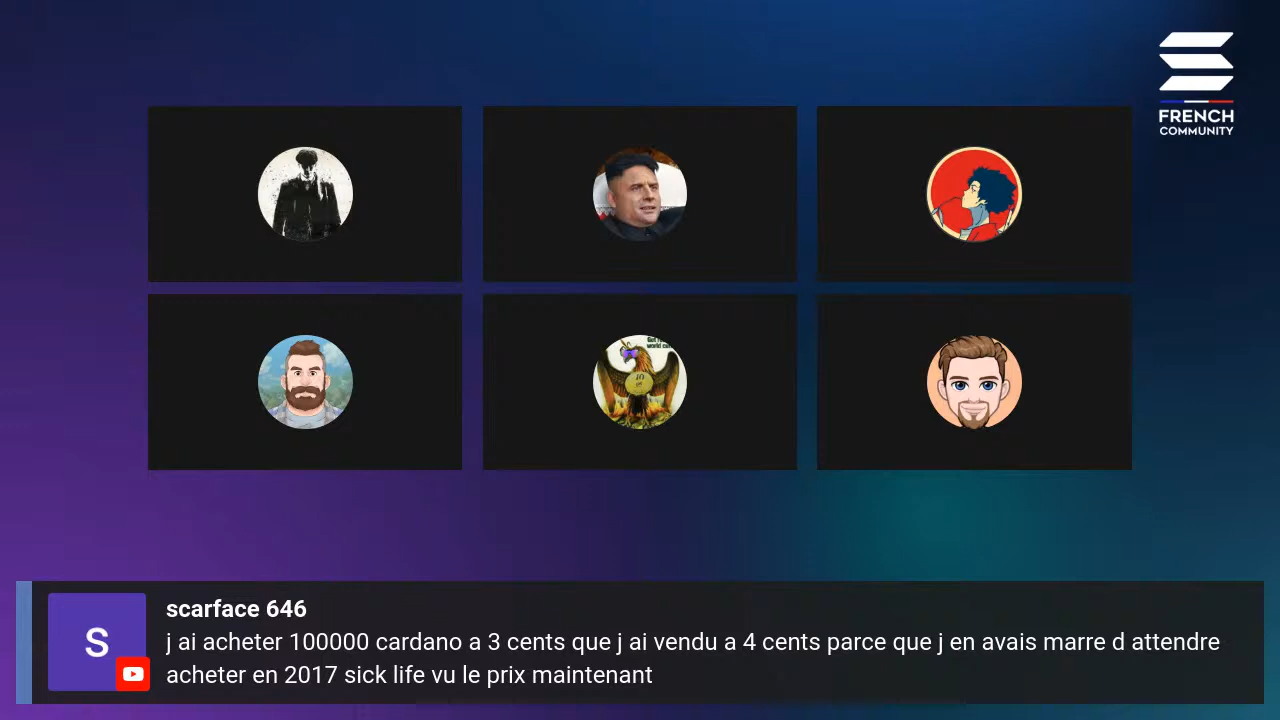 FRENCH
COMMUNITY
S
scarface 646
j ai acheter 100000 cardano a 3 cents que j ai vendu a 4 cents parce que j en avais marre d attendre
acheter en 2017 sick life vu le prix maintenant